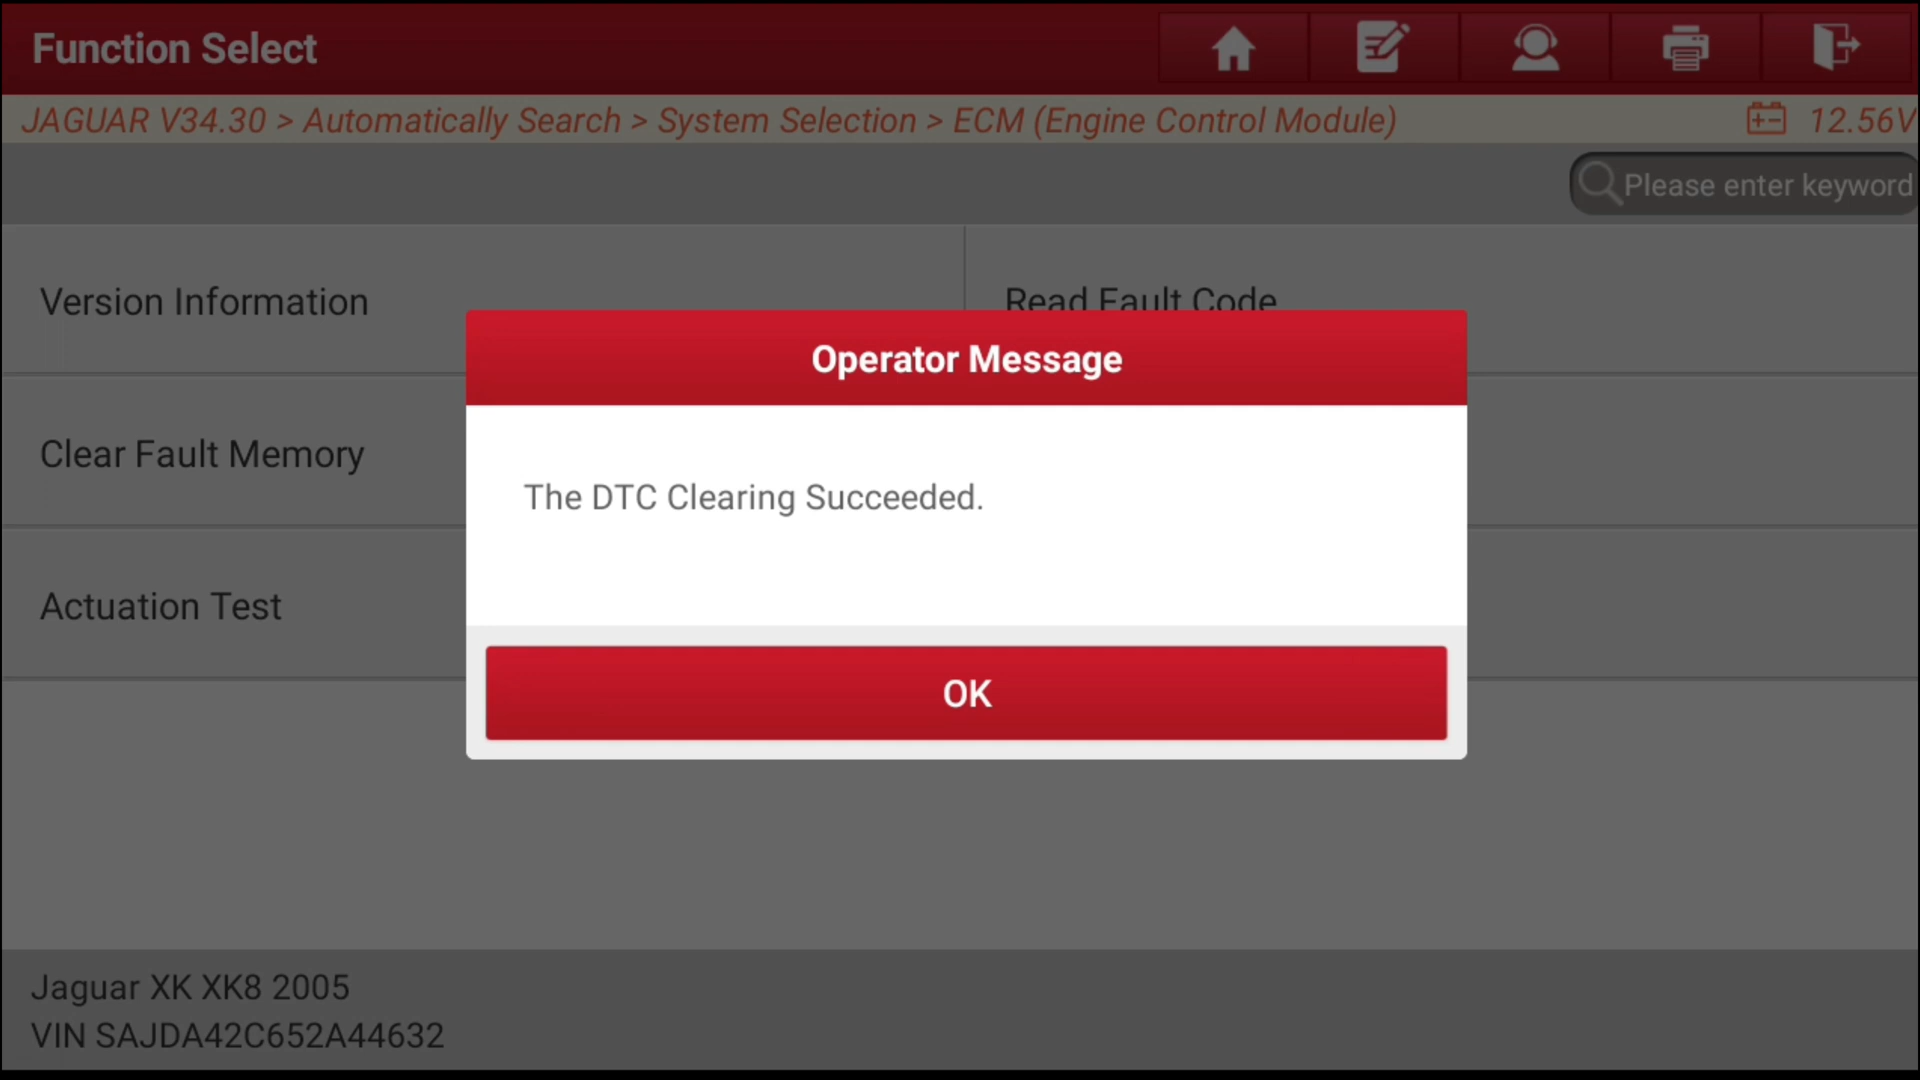 Function Select
JAGUAR V34.30 > Automatically Search > System Selection > ECM (Engine Control Module)
12.56V
Please enter keyword
Version Information
Read Fault Code
Operator Message
Clear Fault Memory
The DTC Clearing Succeeded.
Actuation Test
OK
Jaguar XK XK8 2005
VIN SAJDA42C652A44632